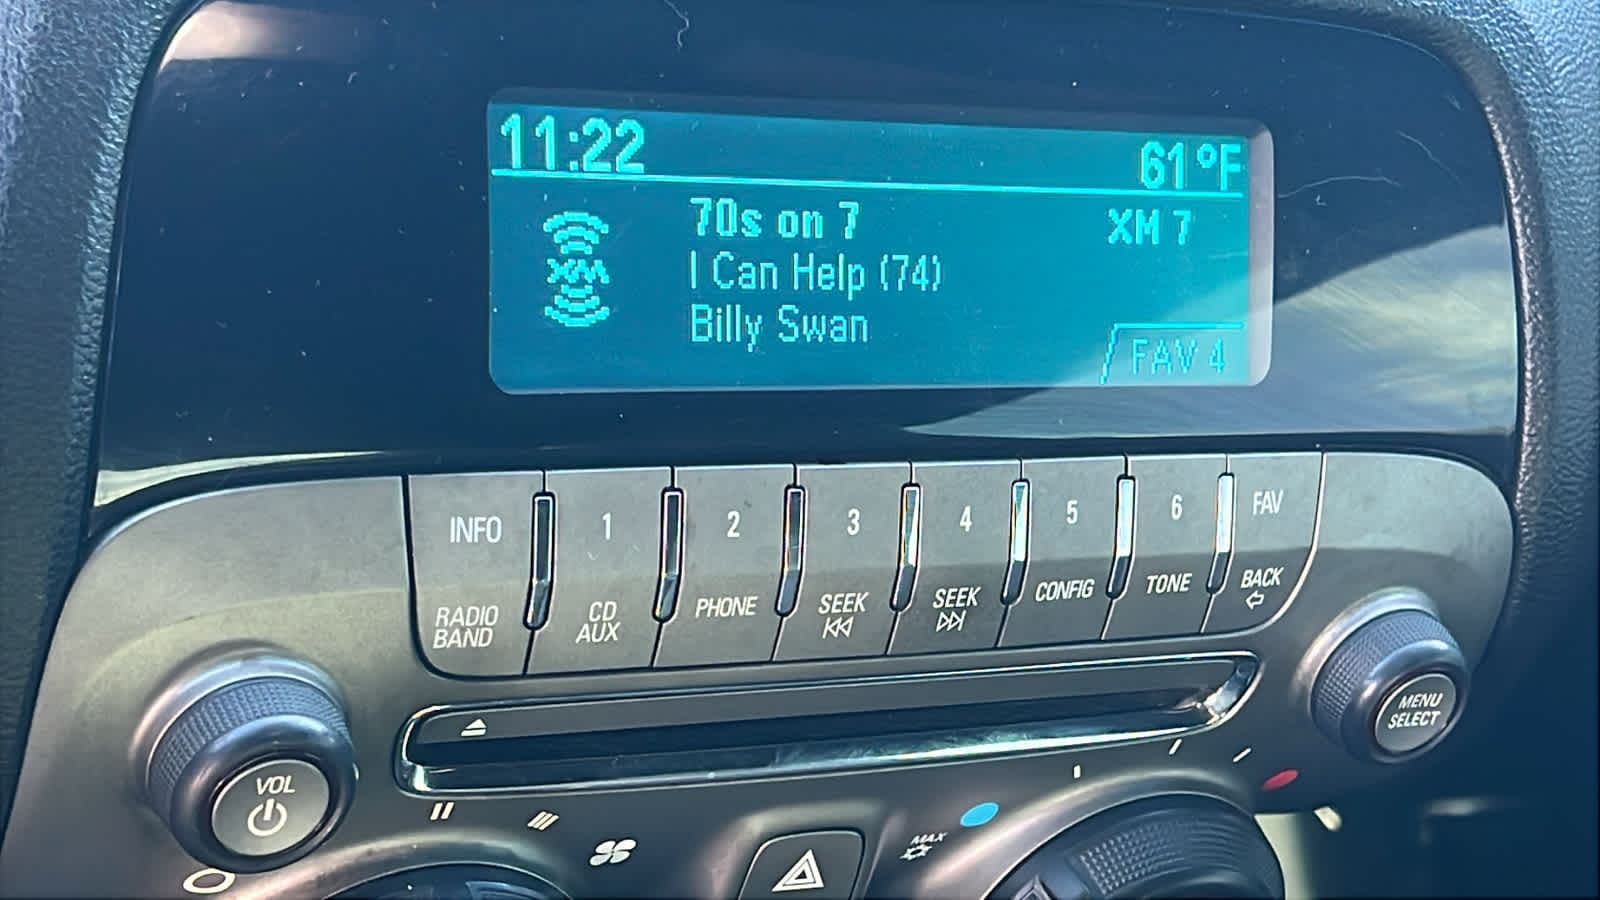 11:22 61°F
70s on 7 XM 7
XM
I Can Help (74)
Billy Swan
FAV 4
INFO 1 2 3 4 5 6 FAV
RADIO BAND CD AUX PHONE SEEK SEEK CONFIG TONE BACK
VOL
MENU SELECT
MAX